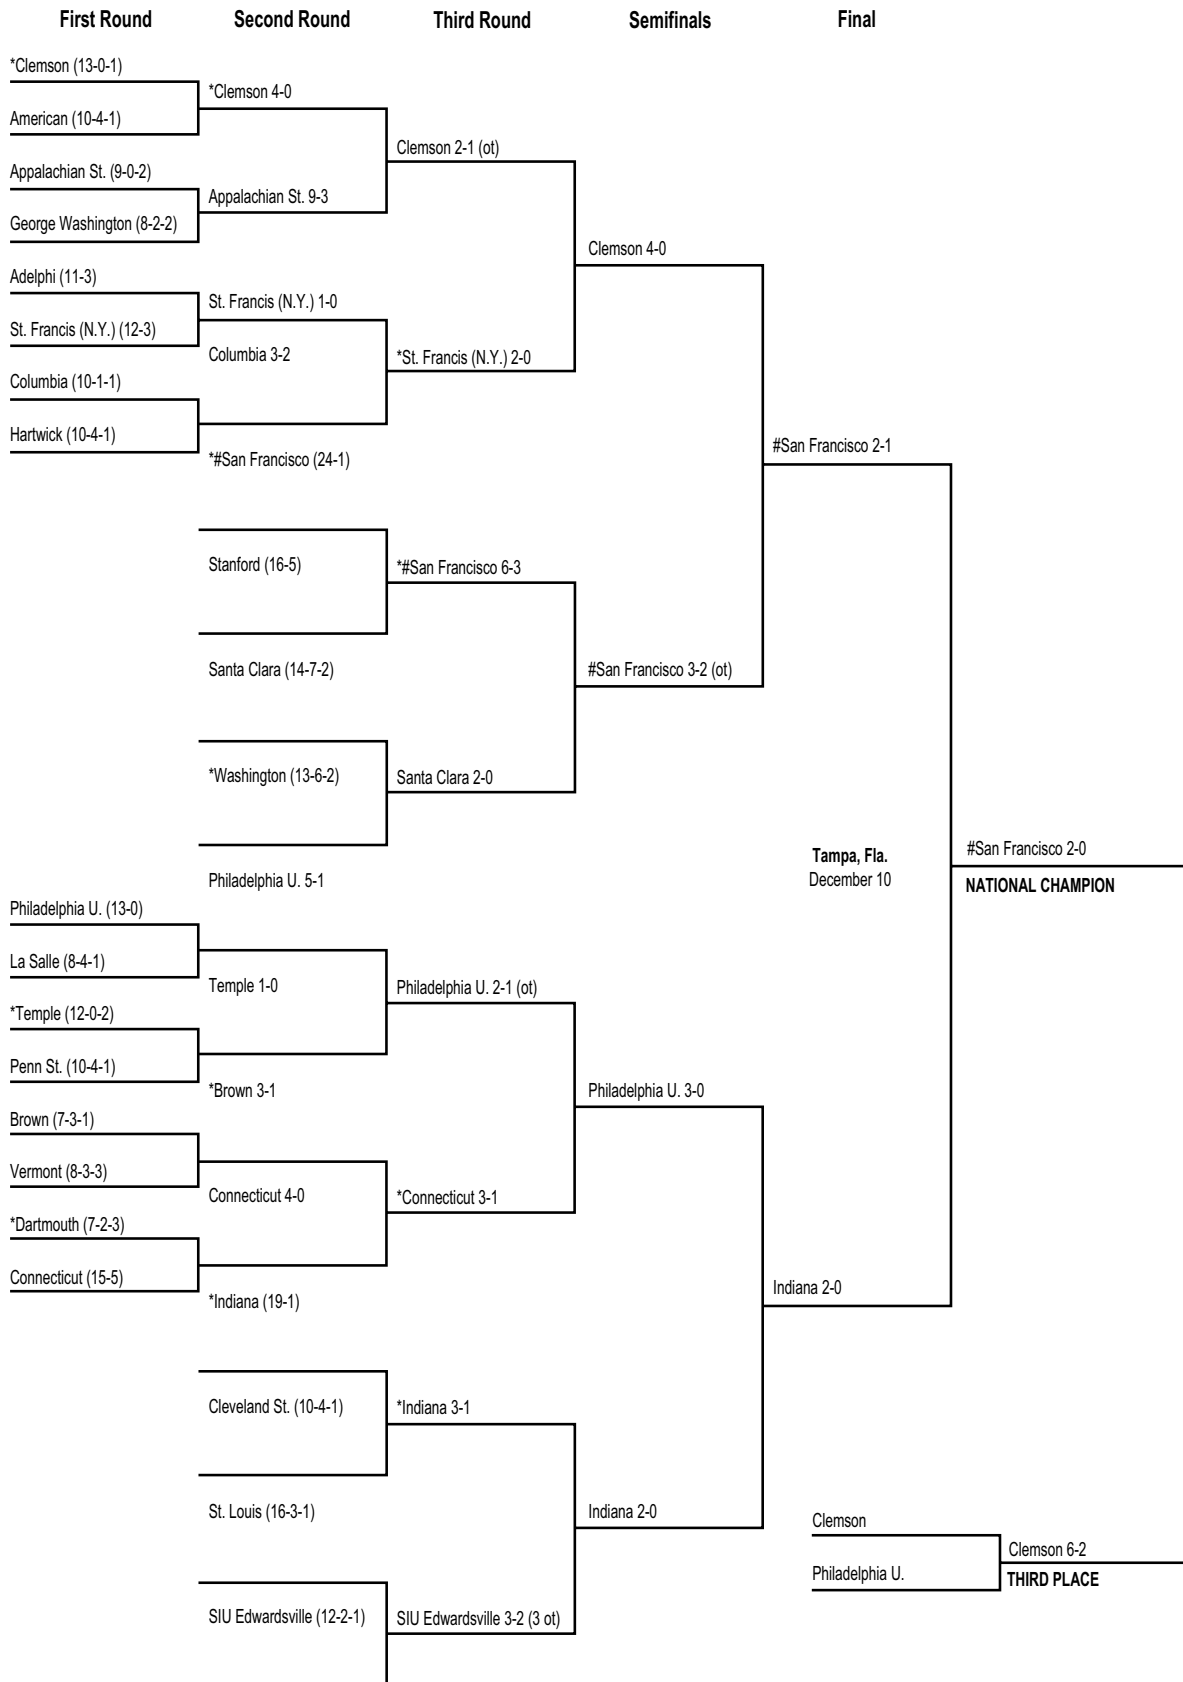 First Round
Second Round
Third Round
Semifinals
Final
*Clemson (13-0-1)
American (10-4-1)
Appalachian St. (9-0-2)
George Washington (8-2-2)
Adelphi (11-3)
St. Francis (N.Y.) (12-3)
Columbia (10-1-1)
Hartwick (10-4-1)
Philadelphia U. (13-0)
La Salle (8-4-1)
*Temple (12-0-2)
Penn St. (10-4-1)
Brown (7-3-1)
Vermont (8-3-3)
*Dartmouth (7-2-3)
Connecticut (15-5)
*Clemson 4-0
Appalachian St. 9-3
St. Francis (N.Y.) 1-0
Columbia 3-2
*#San Francisco (24-1)
Stanford (16-5)
Santa Clara (14-7-2)
*Washington (13-6-2)
Philadelphia U. 5-1
Temple 1-0
*Brown 3-1
Connecticut 4-0
*Indiana (19-1)
Cleveland St. (10-4-1)
St. Louis (16-3-1)
SIU Edwardsville (12-2-1)
Clemson 2-1 (ot)
*St. Francis (N.Y.) 2-0
*#San Francisco 6-3
Santa Clara 2-0
Philadelphia U. 2-1 (ot)
*Connecticut 3-1
*Indiana 3-1
SIU Edwardsville 3-2 (3 ot)
Clemson 4-0
#San Francisco 3-2 (ot)
Philadelphia U. 3-0
Indiana 2-0
#San Francisco 2-1
Indiana 2-0
Tampa, Fla.
December 10
#San Francisco 2-0
NATIONAL CHAMPION
Clemson
Philadelphia U.
Clemson 6-2
THIRD PLACE